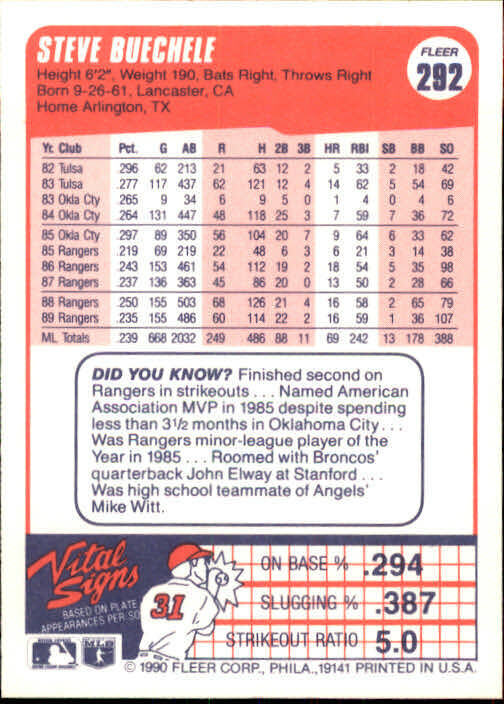 STEVE BUECHELE
FLEER
292
Height 6'2", Weight 190, Bats Right, Throws Right
Born 9-26-61, Lancaster, CA
Home Arlington, TX
Yr. Club Pct. G AB R H 2B 3B HR RBI SB BB SO
82 Tulsa .296 62 213 21 63 12 2 5 33 2 18 42
83 Tulsa .277 117 437 62 121 12 4 14 62 5 54 69
83 Okla Cty .265 9 34 6 9 5 0 1 4 0 4 6
84 Okla Cty .264 131 447 48 118 25 3 7 59 7 36 72
85 Okla Cty .297 89 350 56 104 20 7 9 64 6 33 62
85 Rangers .219 69 219 22 48 6 3 6 21 3 14 38
86 Rangers .243 153 461 54 112 19 2 18 54 5 35 98
87 Rangers .237 136 363 45 86 20 0 13 50 2 28 66
88 Rangers .250 155 503 68 126 21 4 16 58 2 65 79
89 Rangers .235 155 486 60 114 22 2 16 59 1 36 107
ML Totals .239 668 2032 249 486 88 11 69 242 13 178 388
DID YOU KNOW? Finished second on
Rangers in strikeouts . . . Named American
Association MVP in 1985 despite spending
less than 3½ months in Oklahoma City . . .
Was Rangers minor-league player of the
Year in 1985 . . . Roomed with Broncos'
quarterback John Elway at Stanford . . .
Was high school teammate of Angels'
Mike Witt.
Vital
Signs
BASED ON PLATE
APPEARANCES PER SO
31
ON BASE % .294
SLUGGING % .387
STRIKEOUT RATIO 5.0
© 1990 FLEER CORP., PHILA., 19141 PRINTED IN U.S.A.